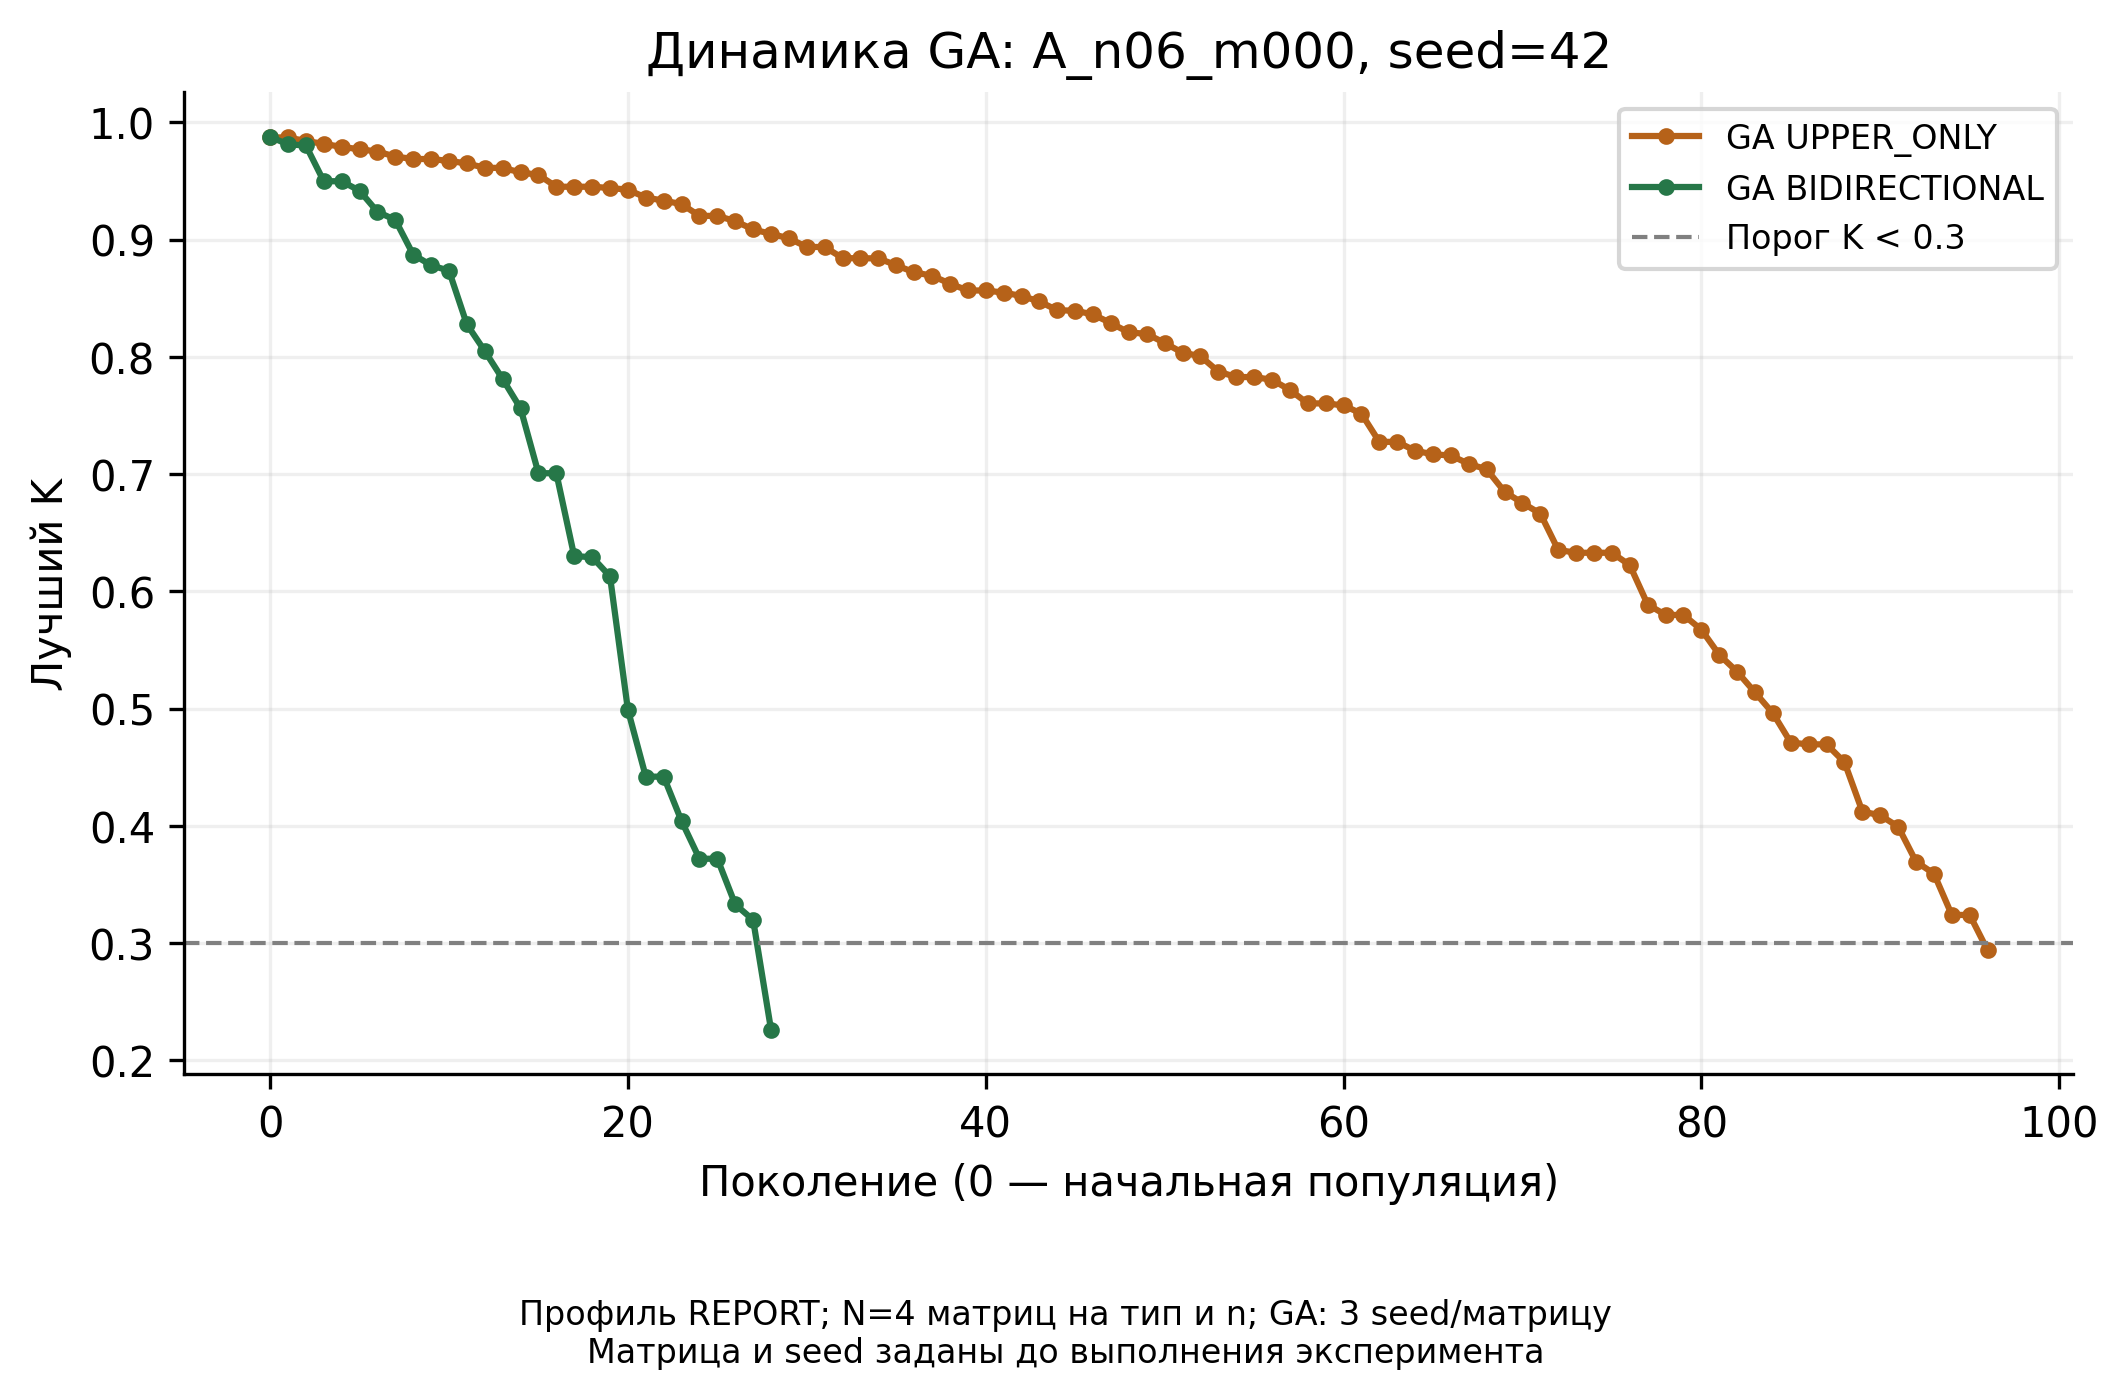 Динамика GA: A_n06_m000, seed=42
1.0
0.9
0.8
0.7
0.6
0.5
0.4
0.3
0.2
Лучший K
GA UPPER_ONLY
GA BIDIRECTIONAL
Порог K < 0.3
0 20 40 60 80 100
Поколение (0 — начальная популяция)
Профиль REPORT; N=4 матриц на тип и n; GA: 3 seed/матрицу
Матрица и seed заданы до выполнения эксперимента